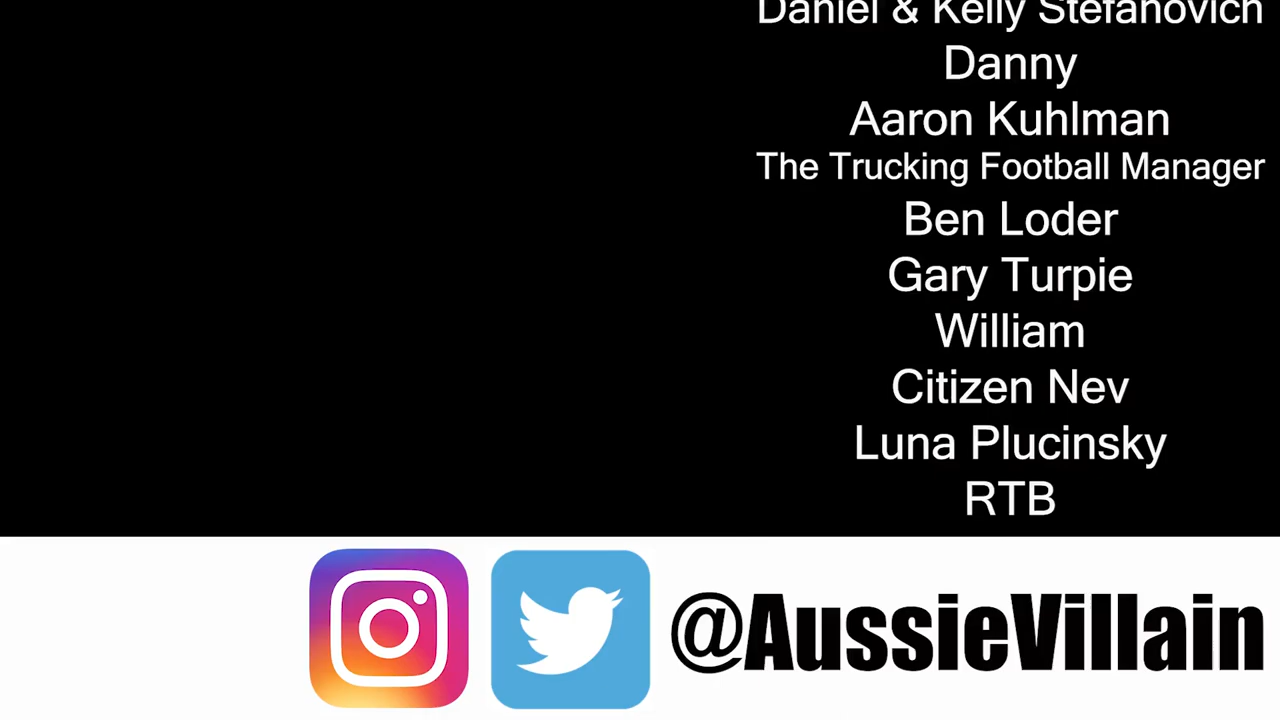 Daniel & Kelly Stefanovich
Danny
Aaron Kuhlman
The Trucking Football Manager
Ben Loder
Gary Turpie
William
Citizen Nev
Luna Plucinsky
RTB
@AussieVillain